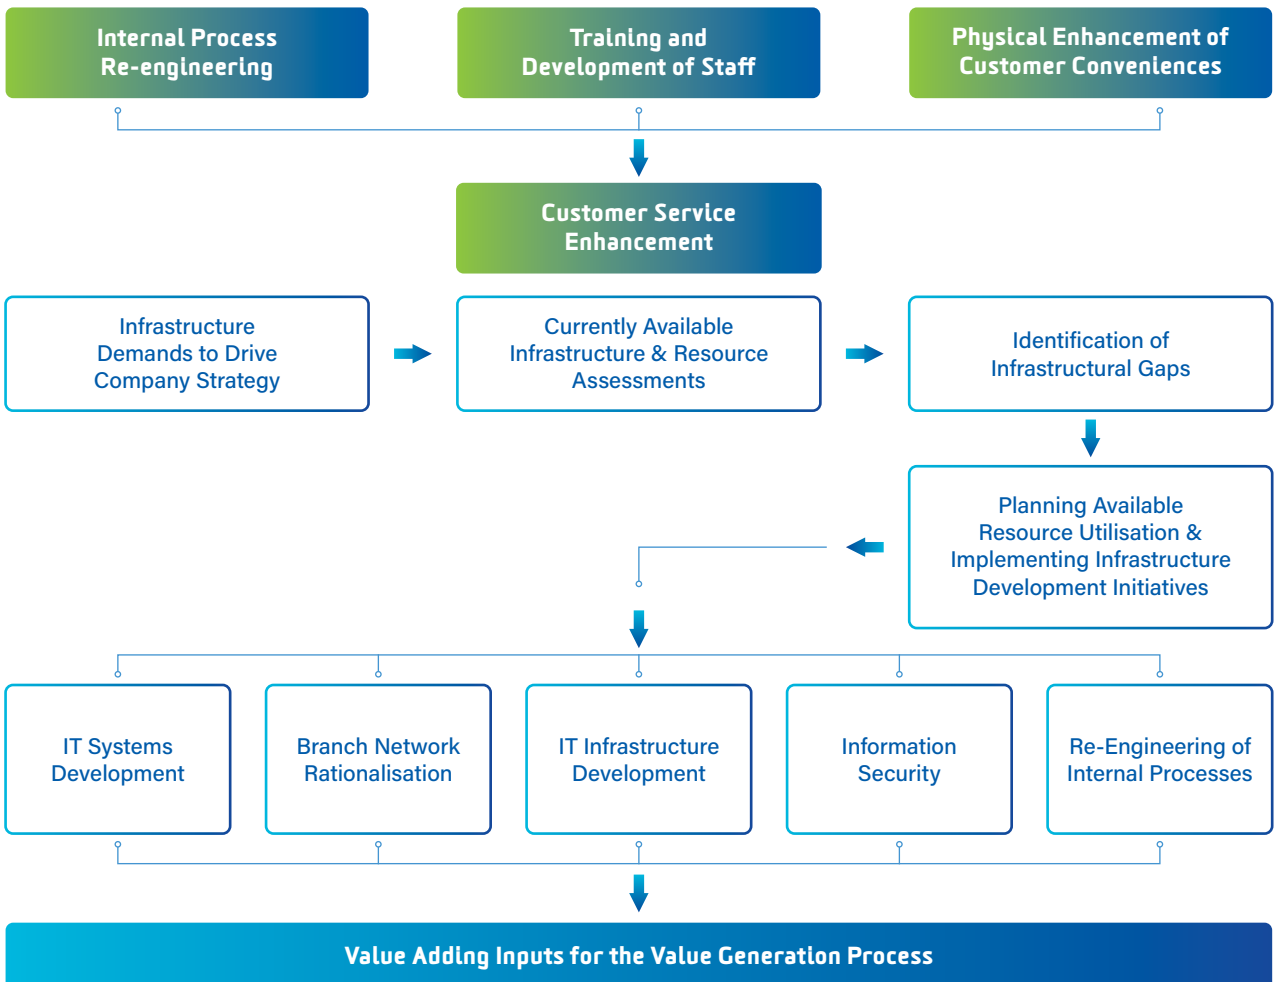 Internal Process
Re-engineering
Training and
Development of Staff
Physical Enhancement of
Customer Conveniences
Customer Service
Enhancement
Infrastructure
Demands to Drive
Company Strategy
Currently Available
Infrastructure & Resource
Assessments
Identification of
Infrastructural Gaps
Planning Available
Resource Utilisation &
Implementing Infrastructure
Development Initiatives
IT Systems
Development
Branch Network
Rationalisation
IT Infrastructure
Development
Information
Security
Re-Engineering of
Internal Processes
Value Adding Inputs for the Value Generation Process